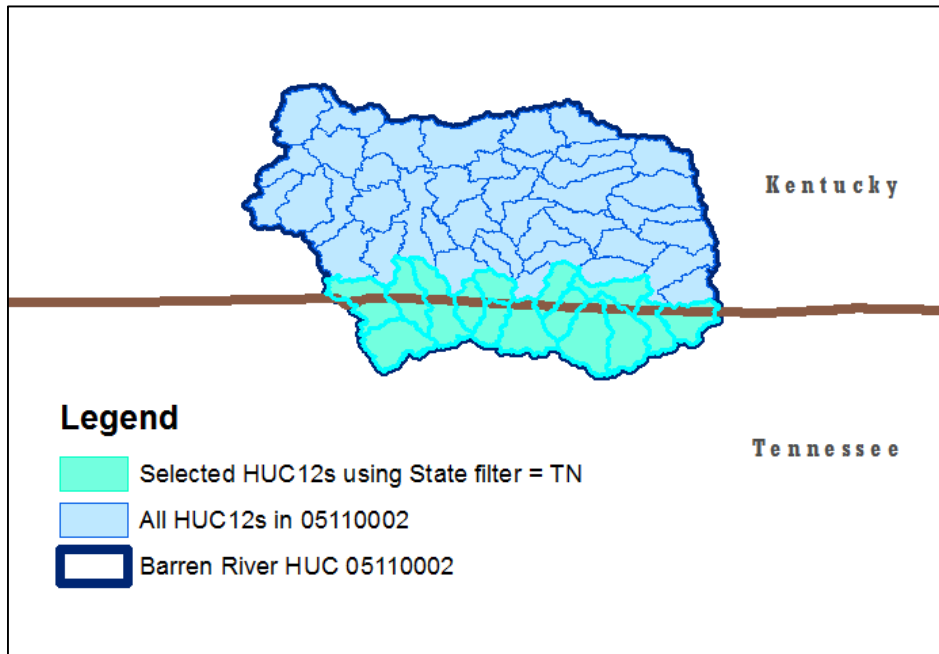 Kentucky
Tennessee
Legend
Selected HUC12s using State filter = TN
All HUC12s in 05110002
Barren River HUC 05110002